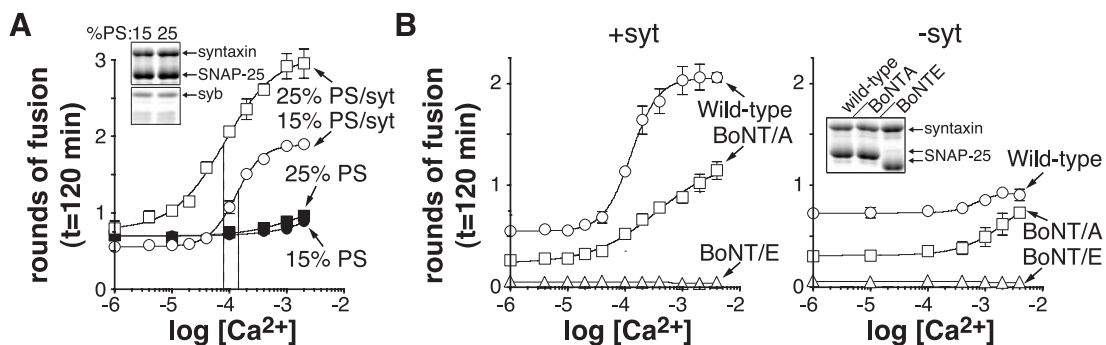 A
%PS: 15 25
syntaxin
SNAP-25
syb
3
2
1
0
-6 -5 -4 -3 -2
rounds of fusion
(t=120 min)
log [Ca2+]
25% PS/syt
15% PS/syt
25% PS
15% PS
B
+syt
2
1
0
-6 -5 -4 -3 -2
rounds of fusion
(t=120 min)
log [Ca2+]
Wild-type
BoNT/A
BoNT/E
-syt
wild-type
BoNTA
BoNTE
syntaxin
SNAP-25
2
1
0
-6 -5 -4 -3 -2
log [Ca2+]
Wild-type
BoNT/A
BoNT/E